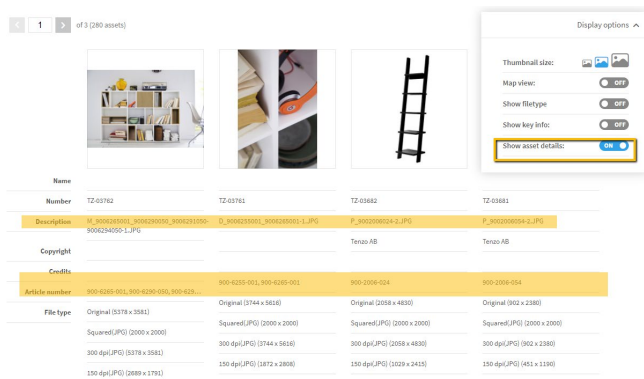 1 of 3 (280 assets)
Display options
Thumbnail size:
Map view: OFF
Show filetype OFF
Show key info: OFF
Show asset details: ON
Name
Number TZ-03762 TZ-03761 TZ-03682 TZ-03681
Description M_9006265001_9006290050_9006291050- D_9006255001_9006265001-1.JPG P_9002006024-2.JPG P_9002006054-2.JPG
9006294050-1.JPG
Tenzo AB Tenzo AB
Copyright
Credits
900-6255-001, 900-6265-001 900-2006-024 900-2006-054
Article number 900-6265-001, 900-6290-050, 900-629...
Original (3744 x 5616) Original (2058 x 4830) Original (902 x 2380)
File type Original (5378 x 3581)
Squared(JPG) (2000 x 2000) Squared(JPG) (2000 x 2000) Squared(JPG) (2000 x 2000)
Squared(JPG) (2000 x 2000)
300 dpi(JPG) (3744 x 5616) 300 dpi(JPG) (2058 x 4830) 300 dpi(JPG) (902 x 2380)
300 dpi(JPG) (5378 x 3581)
150 dpi(JPG) (1872 x 2808) 150 dpi(JPG) (1029 x 2415) 150 dpi(JPG) (451 x 1190)
150 dpi(JPG) (2689 x 1791)